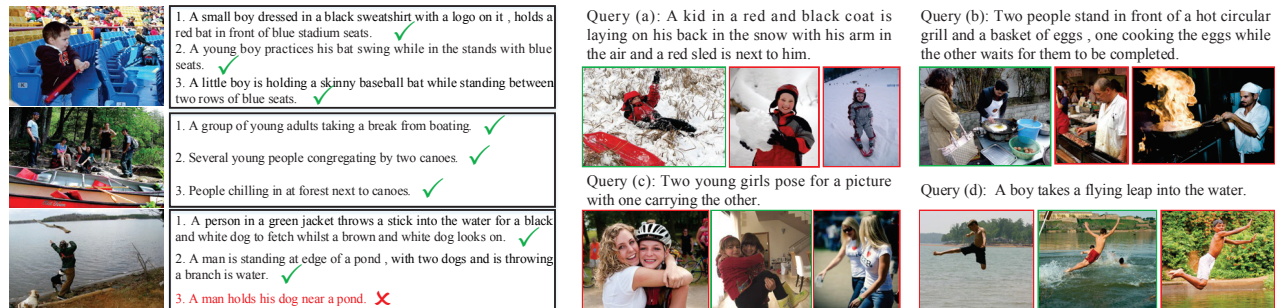 1. A small boy dressed in a black sweatshirt with a logo on it , holds a
red bat in front of blue stadium seats.
2. A young boy practices his bat swing while in the stands with blue
seats.
3. A little boy is holding a skinny baseball bat while standing between
two rows of blue seats.
1. A group of young adults taking a break from boating.
2. Several young people congregating by two canoes.
3. People chilling in at forest next to canoes.
1. A person in a green jacket throws a stick into the water for a black
and white dog to fetch whilst a brown and white dog looks on.
2. A man is standing at edge of a pond , with two dogs and is throwing
a branch is water.
3. A man holds his dog near a pond.
Query (a): A kid in a red and black coat is
laying on his back in the snow with his arm in
the air and a red sled is next to him.
Query (b): Two people stand in front of a hot circular
grill and a basket of eggs , one cooking the eggs while
the other waits for them to be completed.
Query (c): Two young girls pose for a picture
with one carrying the other.
Query (d): A boy takes a flying leap into the water.